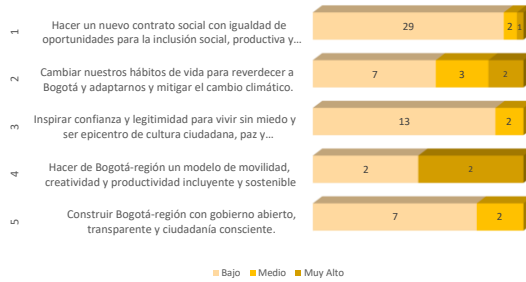 1
Hacer un nuevo contrato social con igualdad de
oportunidades para la inclusión social, productiva y…
29 2 1
2
Cambiar nuestros hábitos de vida para reverdecer a
Bogotá y adaptarnos y mitigar el cambio climático.
7 3 2
3
Inspirar confianza y legitimidad para vivir sin miedo y
ser epicentro de cultura ciudadana, paz y…
13 2
4
Hacer de Bogotá-región un modelo de movilidad,
creatividad y productividad incluyente y sostenible
2 2
5
Construir Bogotá-región con gobierno abierto,
transparente y ciudadanía consciente.
7 2
Bajo Medio Muy Alto